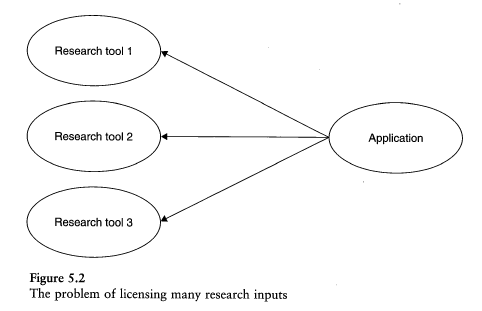 Research tool 1
Research tool 2
Application
Research tool 3
Figure 5.2
The problem of licensing many research inputs